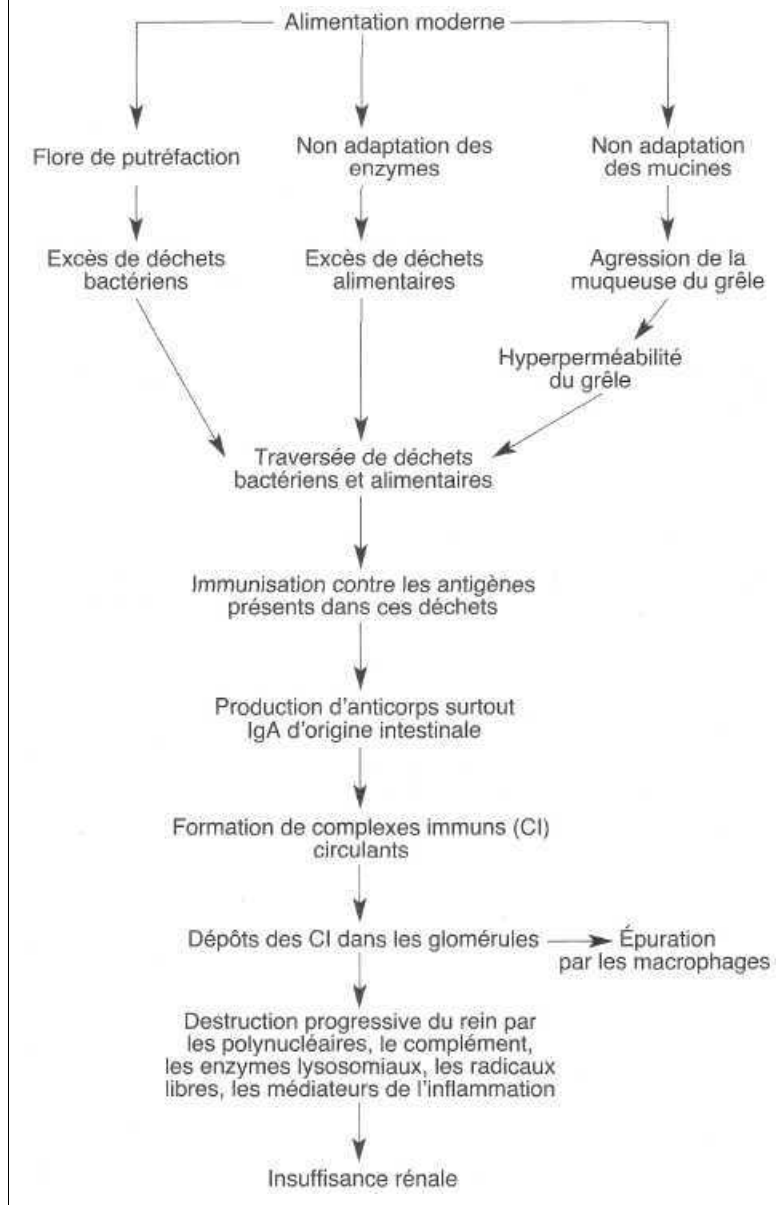 Alimentation moderne
Flore de putréfaction
Non adaptation des
enzymes
Non adaptation
des mucines
Excès de déchets
bactériens
Excès de déchets
alimentaires
Agression de la
muqueuse du grêle
Hyperperméabilité
du grêle
Traversée de déchets
bactériens et alimentaires
Immunisation contre les antigènes
présents dans ces déchets
Production d'anticorps surtout
IgA d'origine intestinale
Formation de complexes immuns (CI)
circulants
Dépôts des CI dans les glomérules
Épuration
par les macrophages
Destruction progressive du rein par
les polynucléaires, le complément,
les enzymes lysosomiaux, les radicaux
libres, les médiateurs de l'inflammation
Insuffisance rénale